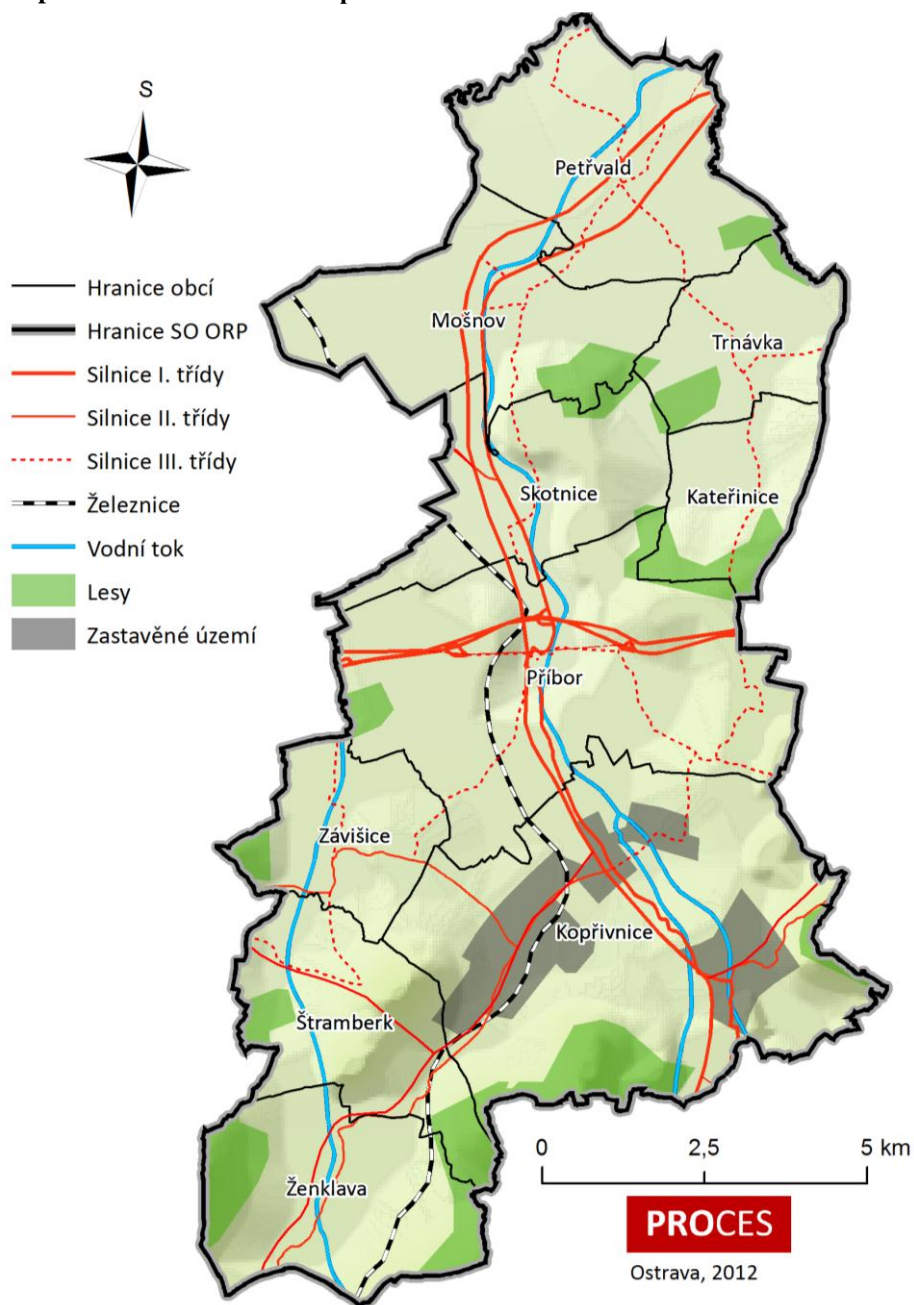 S
Hranice obcí
Hranice SO ORP
Silnice I. třídy
Silnice II. třídy
Silnice III. třídy
Železnice
Vodní tok
Lesy
Zastavěné území
Petřvald
Mošnov
Trnávka
Skotnice
Kateřinice
Příbor
Závišice
Kopřivnice
Štramberk
Ženklava
0 2,5 5 km
PROCES
Ostrava, 2012